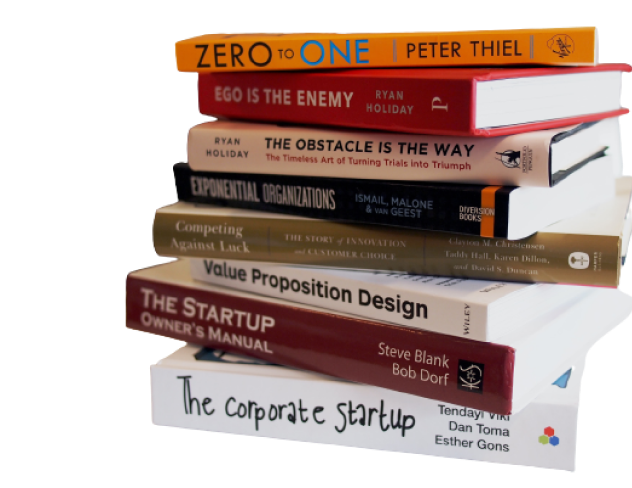 ZERO TO ONE | PETER THIEL |
EGO IS THE ENEMY RYAN HOLIDAY P
RYAN HOLIDAY THE OBSTACLE IS THE WAY
The Timeless Art of Turning Trials into Triumph
EXPONENTIAL ORGANIZATIONS ISMAIL, MALONE & VAN GEEST DIVERSION BOOKS
Competing Against Luck THE STORY of INNOVATION and CUSTOMER CHOICE Clayton M. Christensen Taddy Hall, Karen Dillon, and David S. Duncan
Value Proposition Design WILEY
THE STARTUP OWNER'S MANUAL Steve Blank Bob Dorf
The corporate startup Tendayi Viki Dan Toma Esther Gons